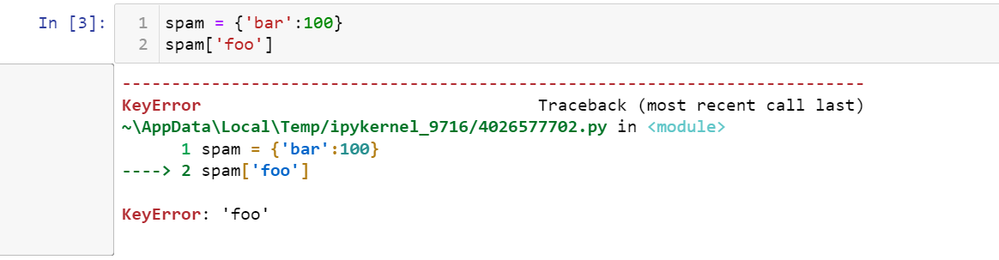 In [3]: 1 spam = {'bar':100}
2 spam['foo']
---------------------------------------------------------------------------
KeyError Traceback (most recent call last)
~\AppData\Local\Temp/ipykernel_9716/4026577702.py in <module>
1 spam = {'bar':100}
----> 2 spam['foo']
KeyError: 'foo'